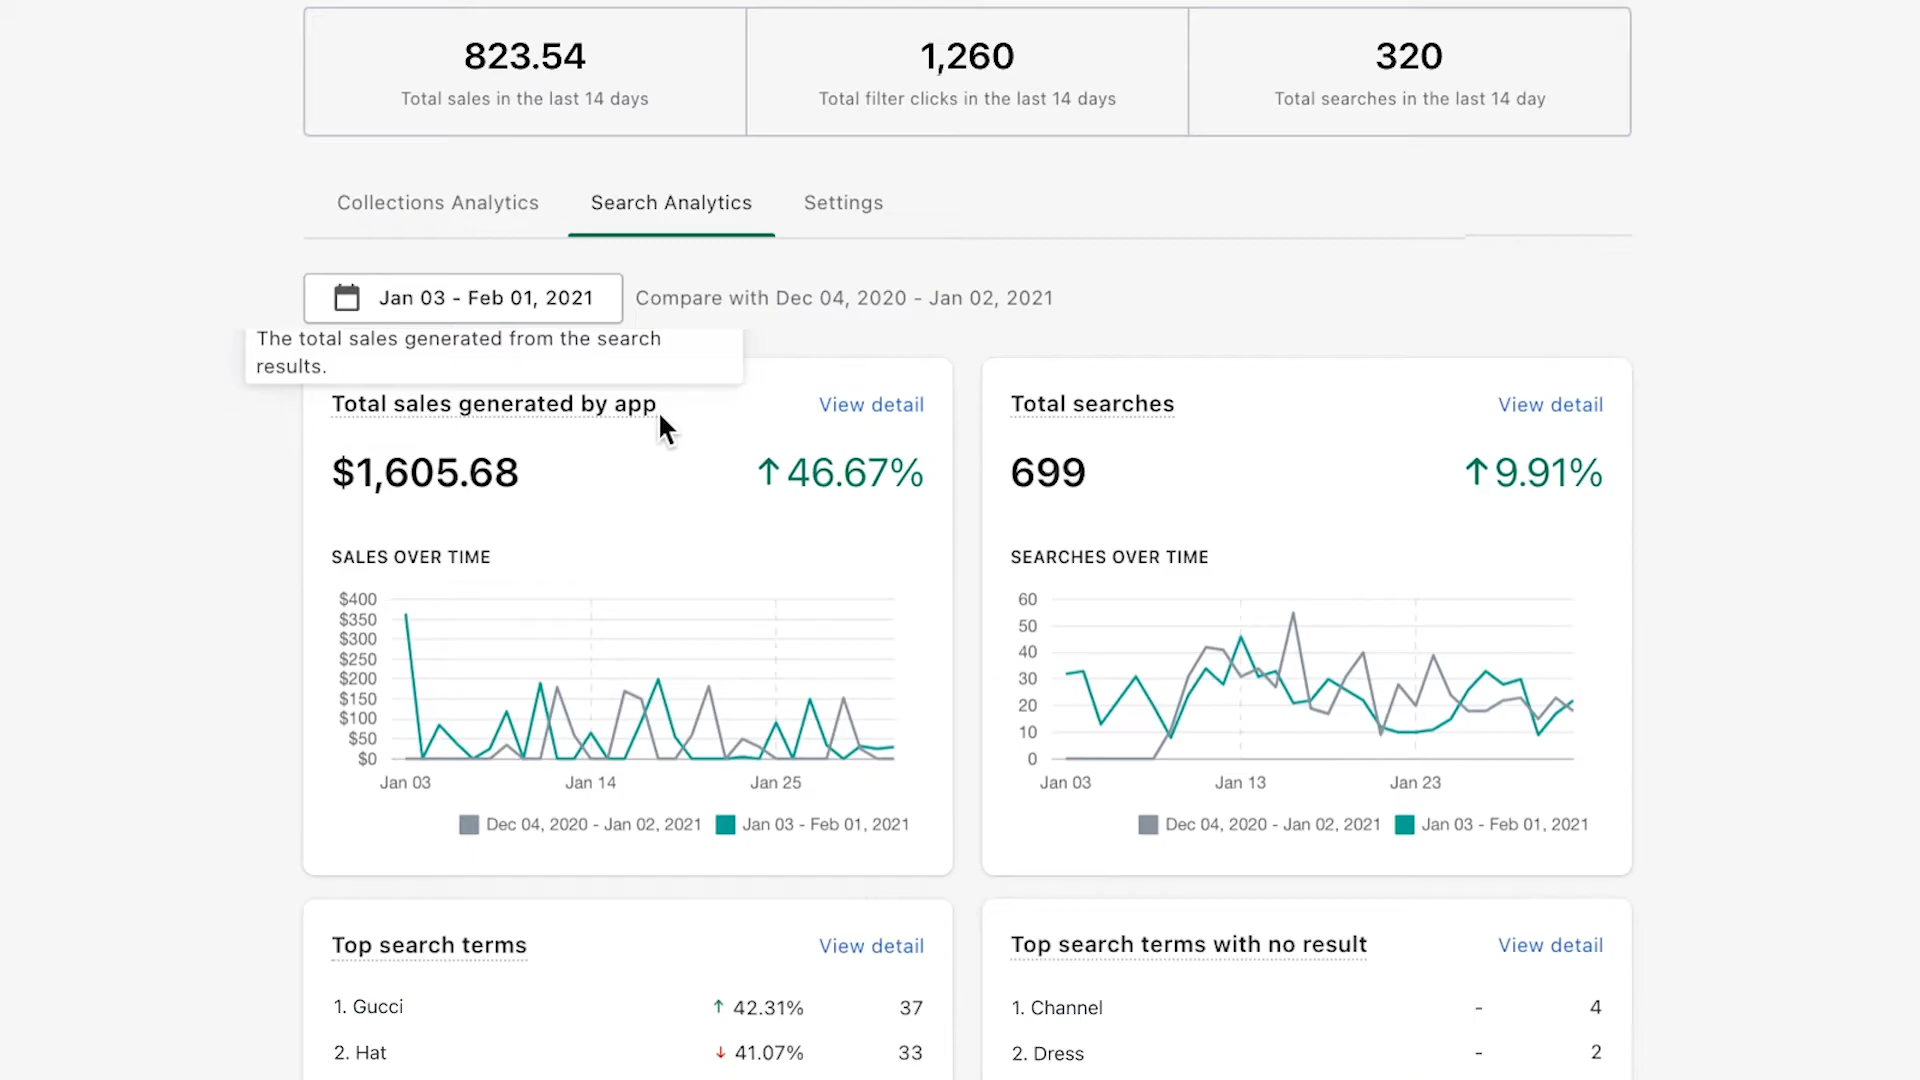 823.54
Total sales in the last 14 days
1,260
Total filter clicks in the last 14 days
320
Total searches in the last 14 day
Collections Analytics
Search Analytics
Settings
Jan 03 - Feb 01, 2021
Compare with Dec 04, 2020 - Jan 02, 2021
The total sales generated from the search
results.
Total sales generated by app
View detail
$1,605.68
↑46.67%
SALES OVER TIME
$400
$350
$300
$250
$200
$150
$100
$50
$0
Jan 03
Jan 14
Jan 25
Dec 04, 2020 - Jan 02, 2021
Jan 03 - Feb 01, 2021
Total searches
View detail
699
↑9.91%
SEARCHES OVER TIME
60
50
40
30
20
10
0
Jan 03
Jan 13
Jan 23
Dec 04, 2020 - Jan 02, 2021
Jan 03 - Feb 01, 2021
Top search terms
View detail
1. Gucci ↑ 42.31% 37
2. Hat ↓ 41.07% 33
Top search terms with no result
View detail
1. Channel - 4
2. Dress - 2